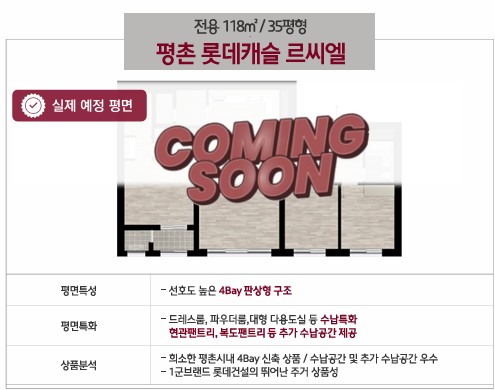 전용 118㎡ / 35평형
평촌 롯데캐슬 르씨엘
실제 예정 평면
COMING
SOON
평면특성
- 선호도 높은 4Bay 판상형 구조
평면특화
- 드레스룸, 파우더룸,대형 다용도실 등 수납특화
현관팬트리, 복도팬트리 등 추가 수납공간 제공
상품분석
- 희소한 평촌시내 4Bay 신축 상품 / 수납공간 및 추가 수납공간 우수
- 1군브랜드 롯데건설의 뛰어난 주거 상품성